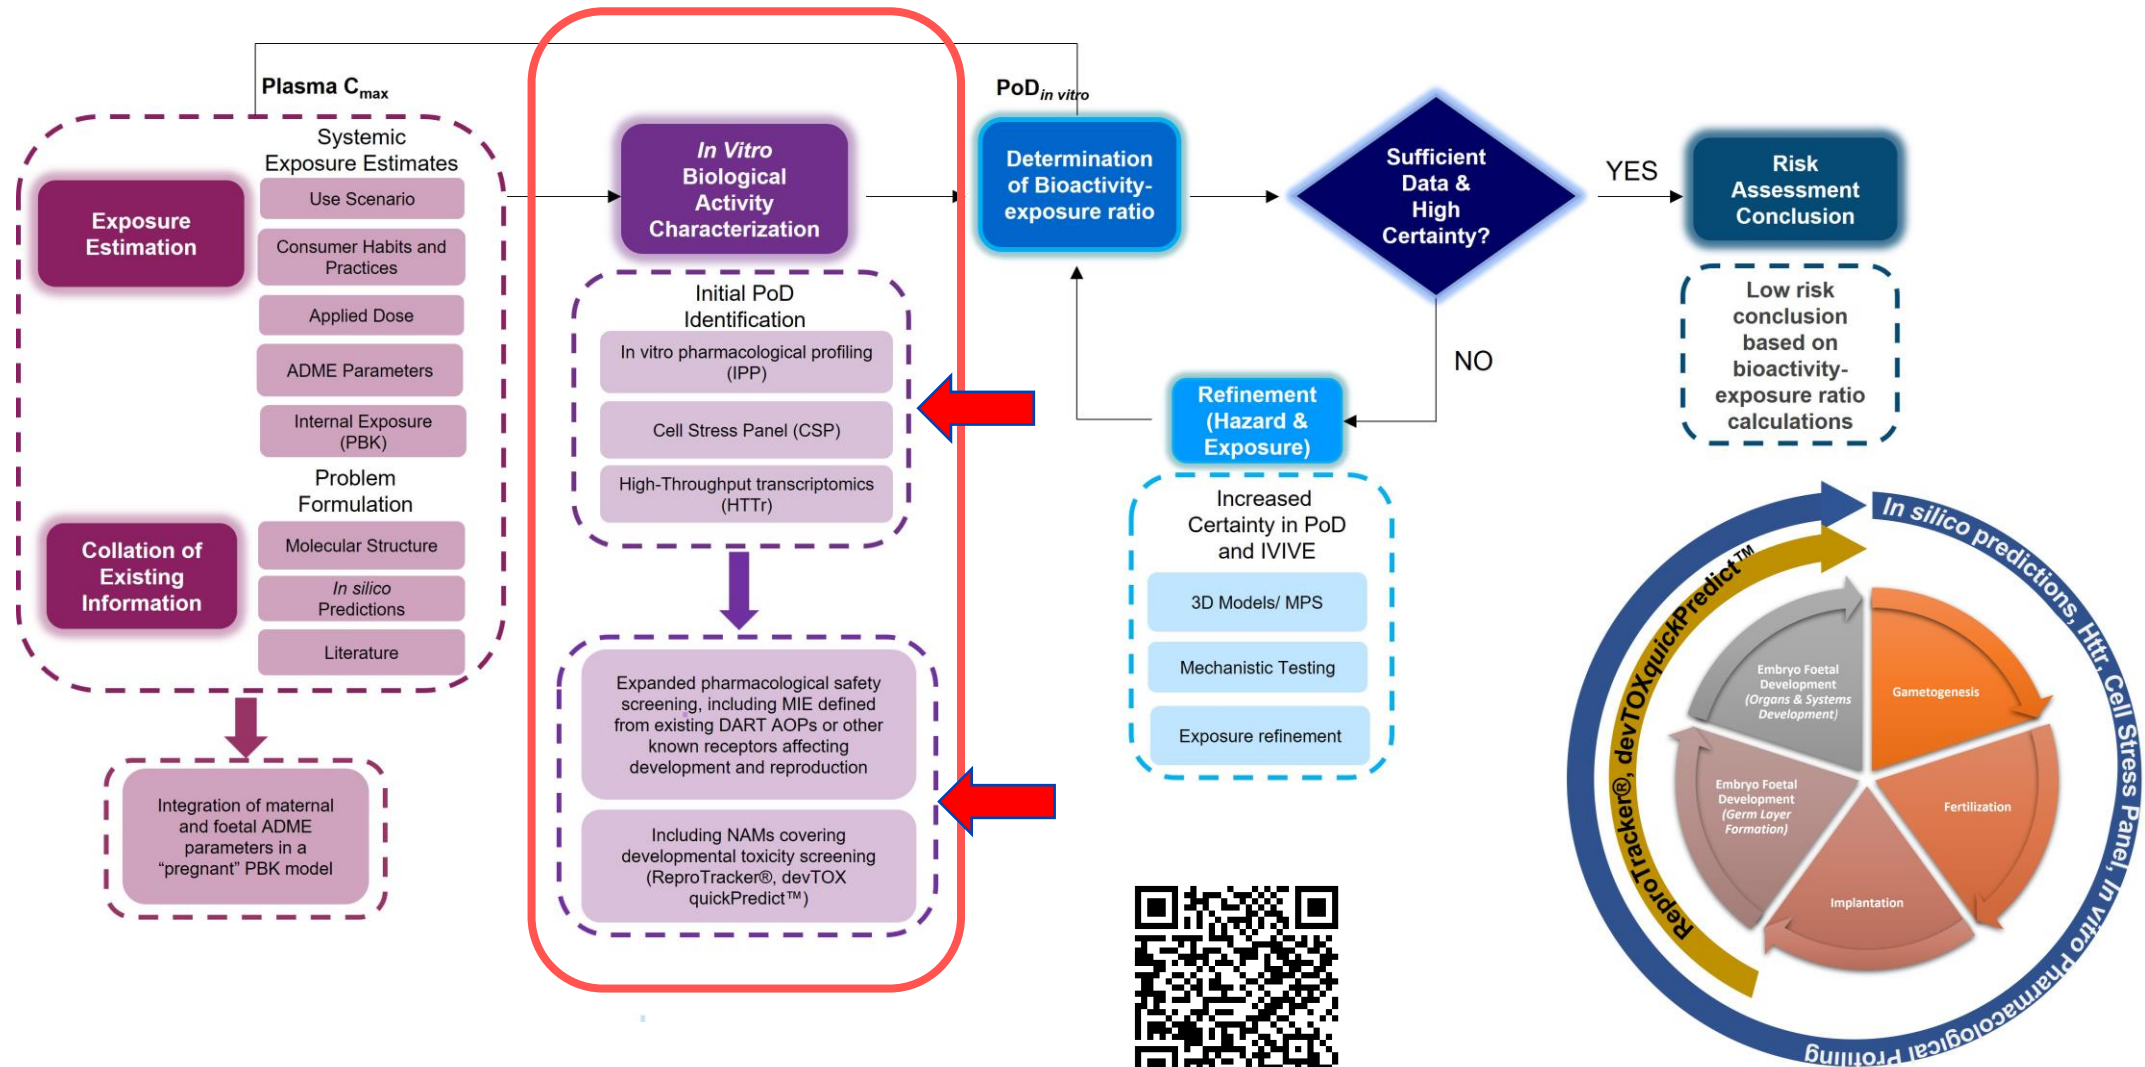 Plasma Cmax
Systemic
Exposure Estimates
Exposure
Estimation
Use Scenario
Consumer Habits and
Practices
Applied Dose
ADME Parameters
Internal Exposure
(PBK)
Problem
Formulation
Collation of
Existing
Information
Molecular Structure
In silico
Predictions
Literature
Integration of maternal
and foetal ADME
parameters in a
“pregnant” PBK model
In Vitro
Biological
Activity
Characterization
Initial PoD
Identification
In vitro pharmacological profiling
(IPP)
Cell Stress Panel (CSP)
High-Throughput transcriptomics
(HTTr)
Expanded pharmacological safety
screening, including MIE defined
from existing DART AOPs or other
known receptors affecting
development and reproduction
Including NAMs covering
developmental toxicity screening
(ReproTracker®, devTOX
quickPredict™)
PoD in vitro
Determination
of Bioactivity-
exposure ratio
Sufficient
Data &
High
Certainty?
YES
NO
Risk
Assessment
Conclusion
Low risk
conclusion
based on
bioactivity-
exposure ratio
calculations
Refinement
(Hazard &
Exposure)
Increased
Certainty in PoD
and IVIVE
3D Models/ MPS
Mechanistic Testing
Exposure refinement
In silico predictions, Httr, Cell Stress Panel, In vitro Pharmacological Profiling
ReproTracker®, devTOXquickPredict™
Gametogenesis
Fertilization
Implantation
Embryo Foetal
Development
(Germ Layer
Formation)
Embryo Foetal
Development
(Organs & Systems
Development)